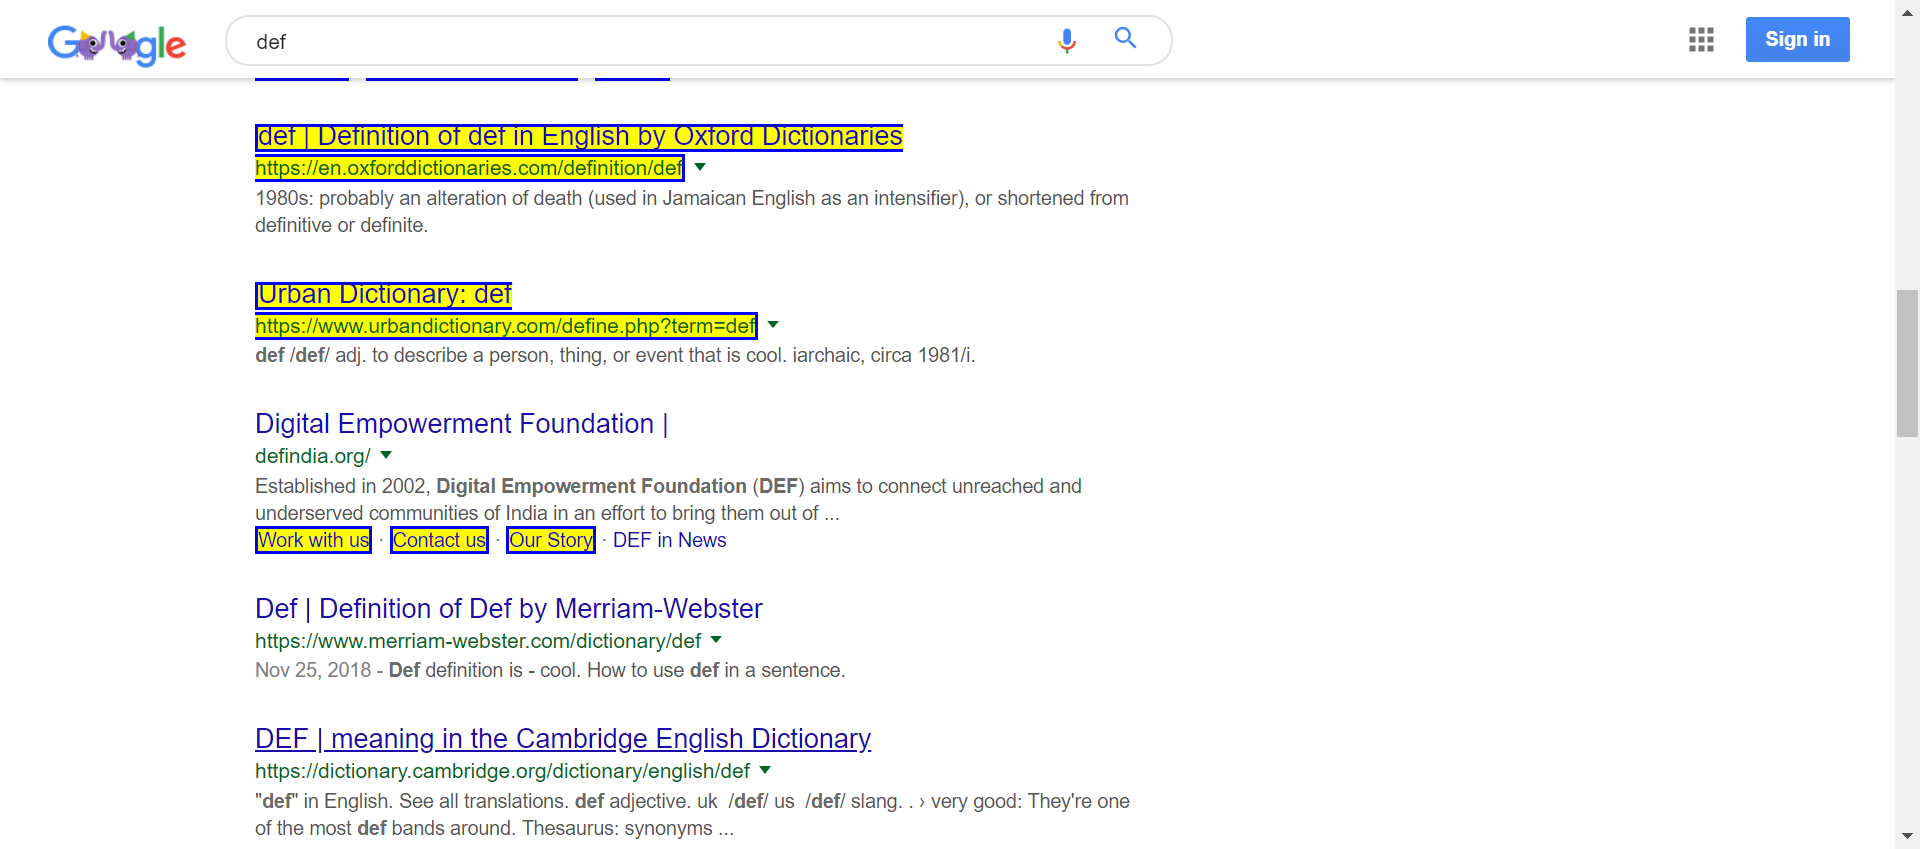 Google
def
Sign in
def | Definition of def in English by Oxford Dictionaries
https://en.oxforddictionaries.com/definition/def
1980s: probably an alteration of death (used in Jamaican English as an intensifier), or shortened from
definitive or definite.
Urban Dictionary: def
https://www.urbandictionary.com/define.php?term=def
def /def/ adj. to describe a person, thing, or event that is cool. iarchaic, circa 1981/i.
Digital Empowerment Foundation |
defindia.org/
Established in 2002, Digital Empowerment Foundation (DEF) aims to connect unreached and
underserved communities of India in an effort to bring them out of ...
Work with us · Contact us · Our Story · DEF in News
Def | Definition of Def by Merriam-Webster
https://www.merriam-webster.com/dictionary/def
Nov 25, 2018 - Def definition is - cool. How to use def in a sentence.
DEF | meaning in the Cambridge English Dictionary
https://dictionary.cambridge.org/dictionary/english/def
"def" in English. See all translations. def adjective. uk /def/ us /def/ slang. . › very good: They're one
of the most def bands around. Thesaurus: synonyms ...